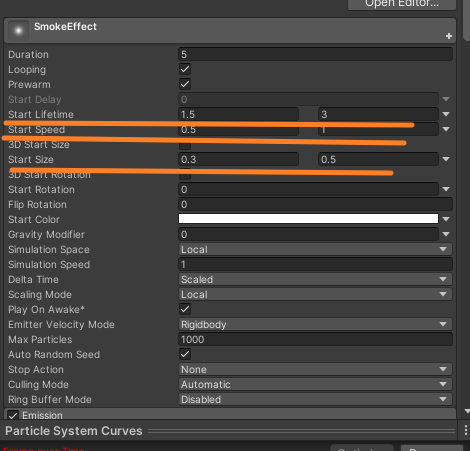 Open Editor...
SmokeEffect
Duration 5
Looping
Prewarm
Start Delay 0
Start Lifetime 1.5 3
Start Speed 0.5 1
3D Start Size
Start Size 0.3 0.5
3D Start Rotation
Start Rotation 0
Flip Rotation 0
Start Color
Gravity Modifier 0
Simulation Space Local
Simulation Speed 1
Delta Time Scaled
Scaling Mode Local
Play On Awake*
Emitter Velocity Mode Rigidbody
Max Particles 1000
Auto Random Seed
Stop Action None
Culling Mode Automatic
Ring Buffer Mode Disabled
Emission
Particle System Curves